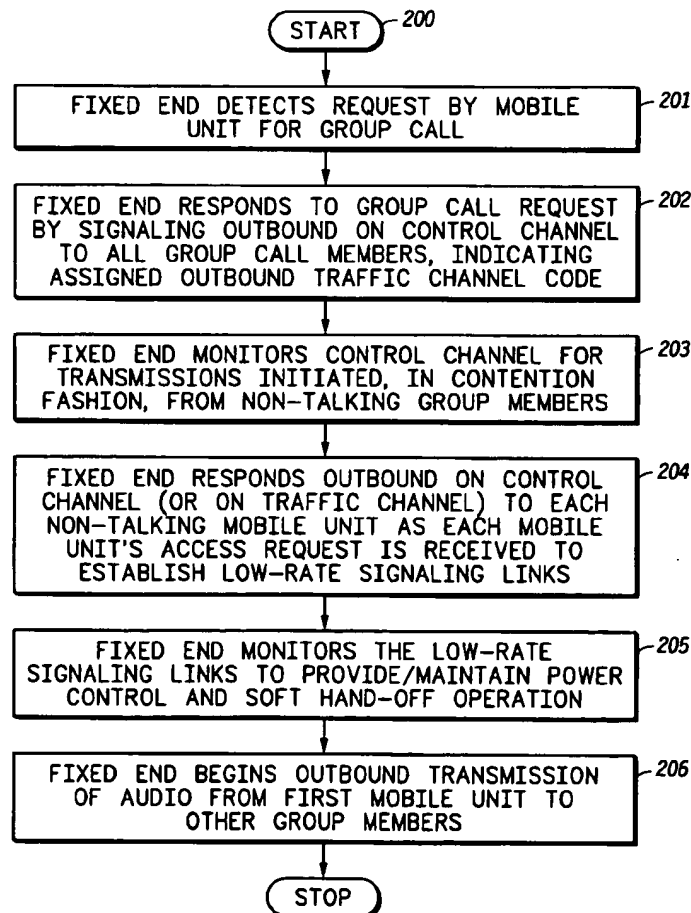 START
200
FIXED END DETECTS REQUEST BY MOBILE
UNIT FOR GROUP CALL
201
FIXED END RESPONDS TO GROUP CALL REQUEST
BY SIGNALING OUTBOUND ON CONTROL CHANNEL
TO ALL GROUP CALL MEMBERS, INDICATING
ASSIGNED OUTBOUND TRAFFIC CHANNEL CODE
202
FIXED END MONITORS CONTROL CHANNEL FOR
TRANSMISSIONS INITIATED, IN CONTENTION
FASHION, FROM NON-TALKING GROUP MEMBERS
203
FIXED END RESPONDS OUTBOUND ON CONTROL
CHANNEL (OR ON TRAFFIC CHANNEL) TO EACH
NON-TALKING MOBILE UNIT AS EACH MOBILE
UNIT'S ACCESS REQUEST IS RECEIVED TO
ESTABLISH LOW-RATE SIGNALING LINKS
204
FIXED END MONITORS THE LOW-RATE
SIGNALING LINKS TO PROVIDE/MAINTAIN POWER
CONTROL AND SOFT HAND-OFF OPERATION
205
FIXED END BEGINS OUTBOUND TRANSMISSION
OF AUDIO FROM FIRST MOBILE UNIT TO
OTHER GROUP MEMBERS
206
STOP